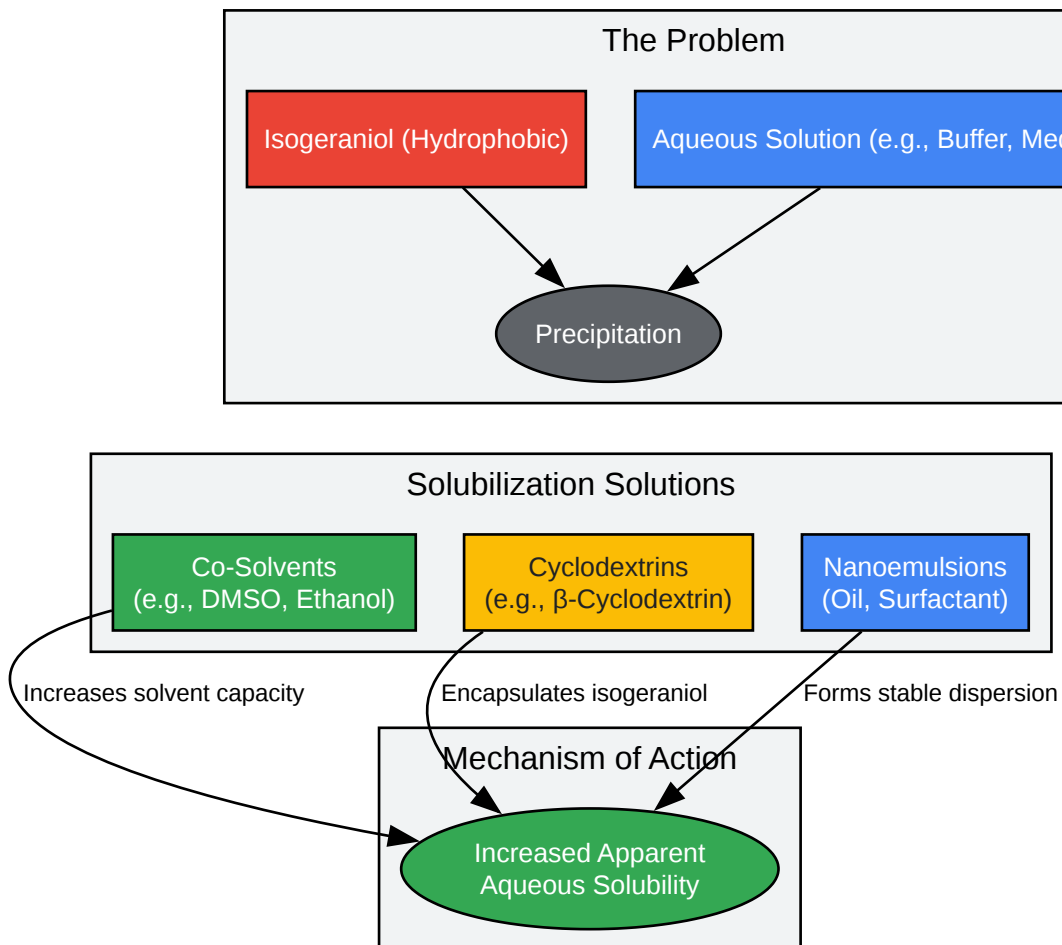 The Problem
Isogeraniol (Hydrophobic)
Aqueous Solution (e.g., Buffer, Med
Precipitation
Solubilization Solutions
Co-Solvents
(e.g., DMSO, Ethanol)
Cyclodextrins
(e.g., β-Cyclodextrin)
Nanoemulsions
(Oil, Surfactant)
Increases solvent capacity
Encapsulates isogeraniol
Forms stable dispersion
Mechanism of Action
Increased Apparent
Aqueous Solubility